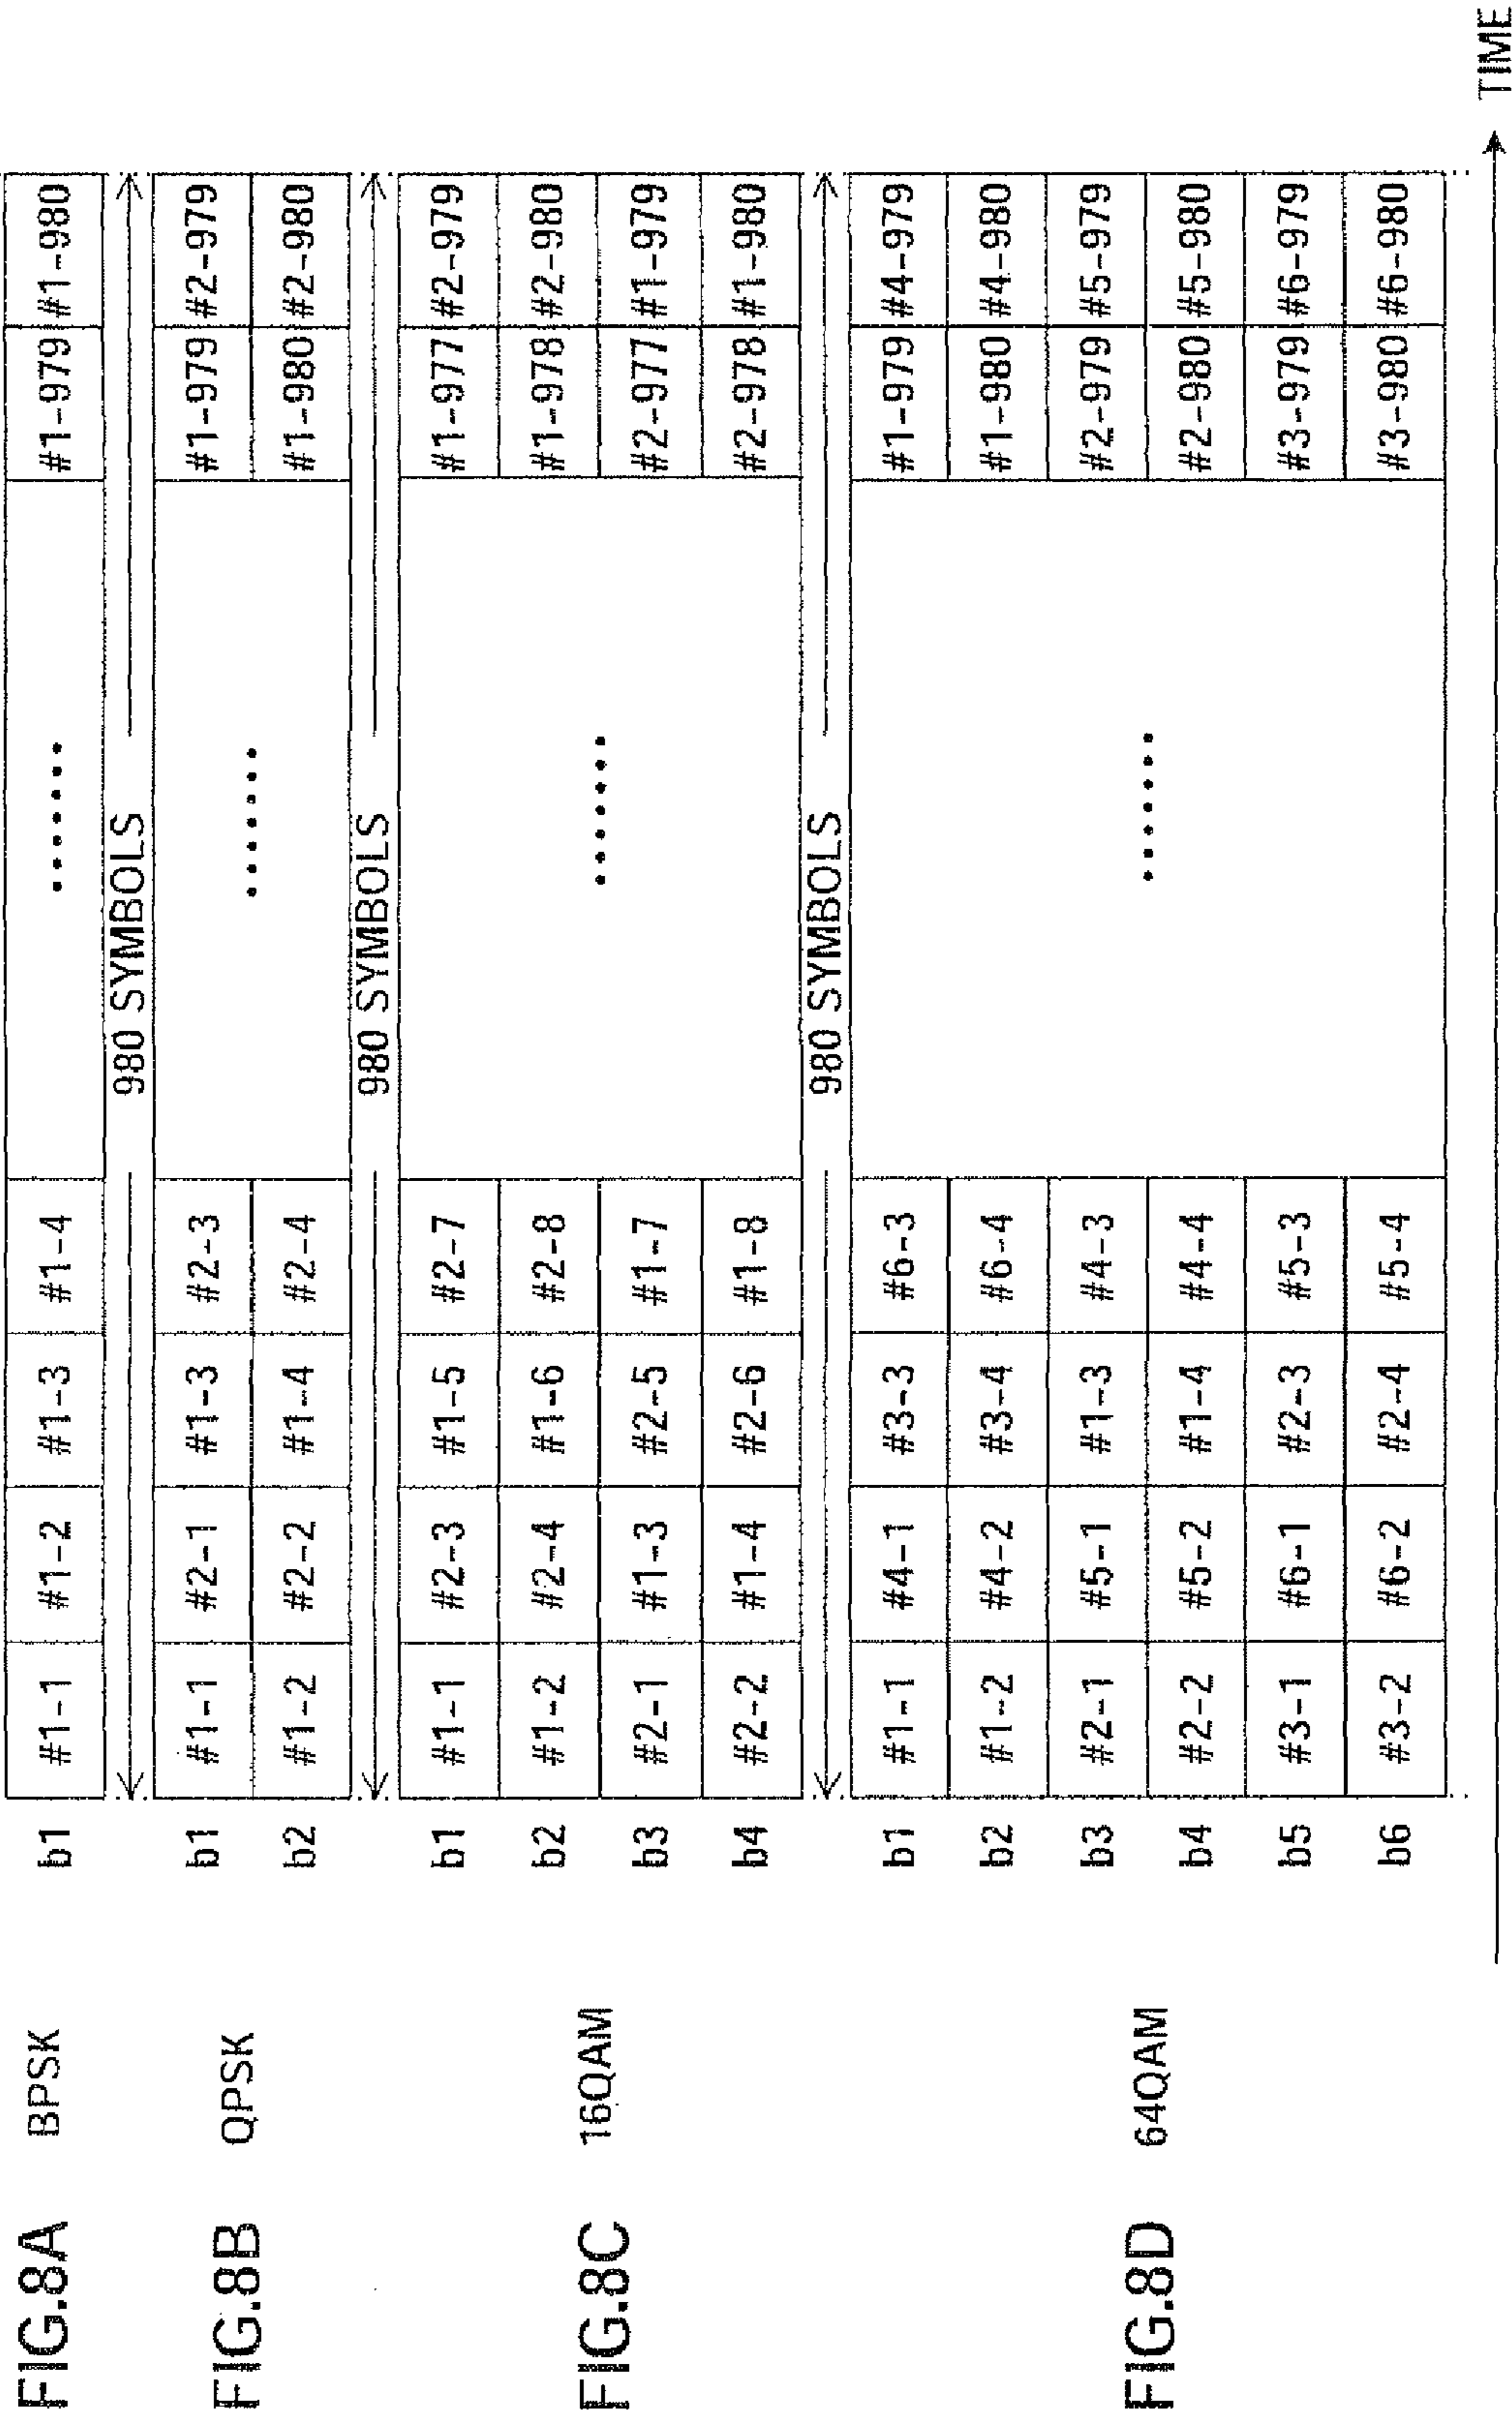 FIG.8A BPSK b1 #1-1 #1-2 #1-3 #1-4 ······· #1-979 #1-980
980 SYMBOLS
FIG.8B QPSK
b1 #1-1 #2-1 #1-3 #2-3 ······· #1-979 #2-979
b2 #1-2 #2-2 #1-4 #2-4 #1-980 #2-980
980 SYMBOLS
FIG.8C 16QAM
b1 #1-1 #2-3 #1-5 #2-7 ······· #1-977 #2-979
b2 #1-2 #2-4 #1-6 #2-8 #1-978 #2-980
b3 #2-1 #1-3 #2-5 #1-7 #2-977 #1-979
b4 #2-2 #1-4 #2-6 #1-8 #2-978 #1-980
980 SYMBOLS
FIG.8D 64QAM
b1 #1-1 #4-1 #3-3 #6-3 ······· #1-979 #4-979
b2 #1-2 #4-2 #3-4 #6-4 #1-980 #4-980
b3 #2-1 #5-1 #1-3 #4-3 #2-979 #5-979
b4 #2-2 #5-2 #1-4 #4-4 #2-980 #5-980
b5 #3-1 #6-1 #2-3 #5-3 #3-979 #6-979
b6 #3-2 #6-2 #2-4 #5-4 #3-980 #6-980
TIME